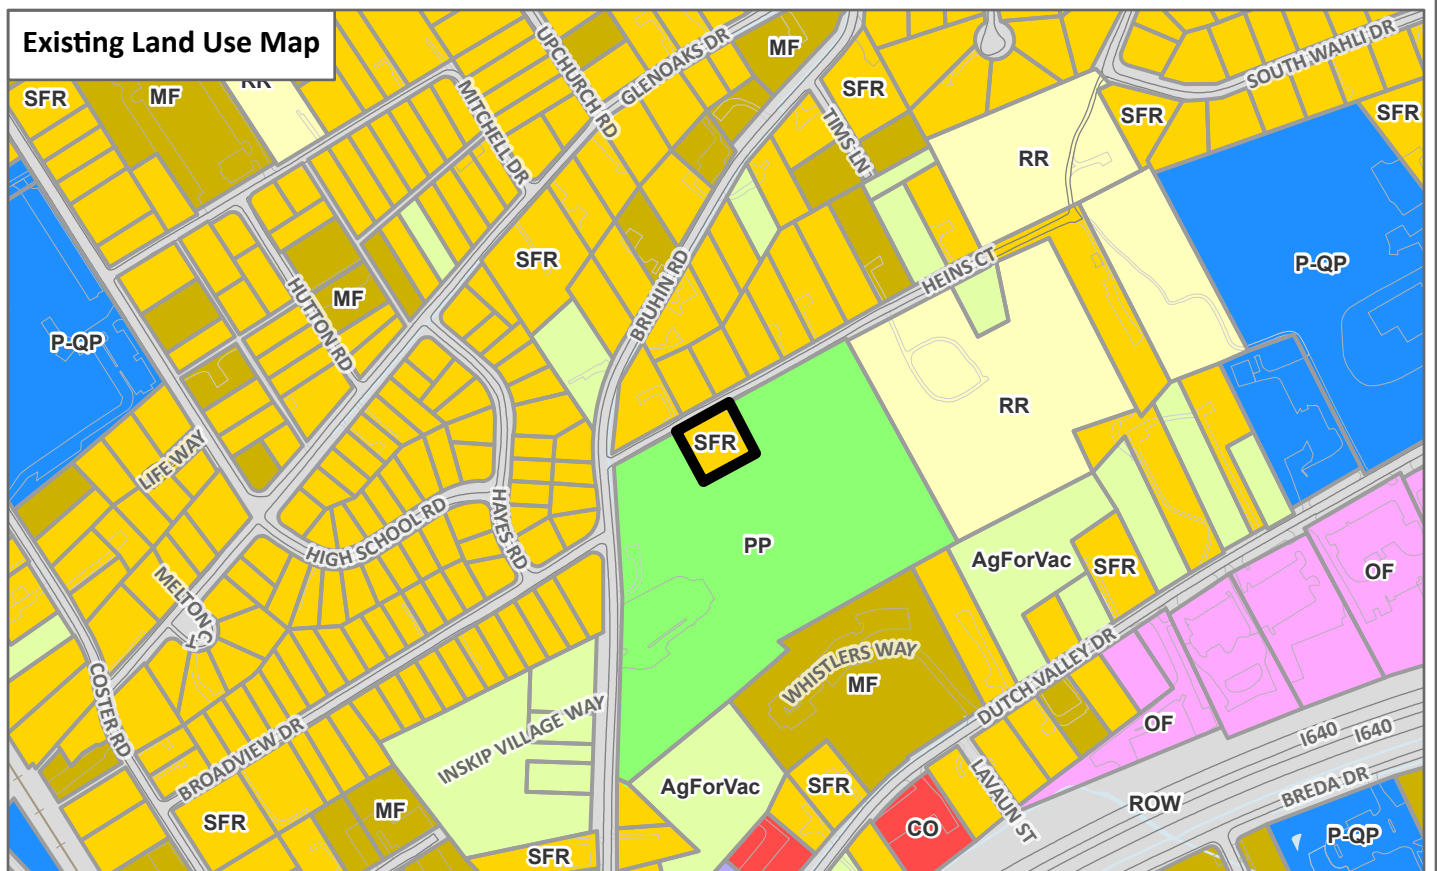 Existing Land Use Map
SFR
MF
RR
UPCHURCH RD
GLENOAKS DR
MF
SOUTH WAHLI DR
MITCHELL DR
SFR
TIMS LN
SFR
SFR
RR
P-QP
HUTTON RD
MF
SFR
BRUHIN RD
HEINS CT
P-QP
LIFE WAY
SFR
RR
HIGH SCHOOL RD
HAYES RD
PP
AgForVac
SFR
OF
MELTON CT
COSTER RD
WHISTLERS WAY
MF
DUTCH VALLEY DR
OF
BROADVIEW DR
INSKIP VILLAGE WAY
I640
I640
AgForVac
SFR
LAVAUN ST
ROW
BREDA DR
SFR
MF
CO
P-QP
SFR